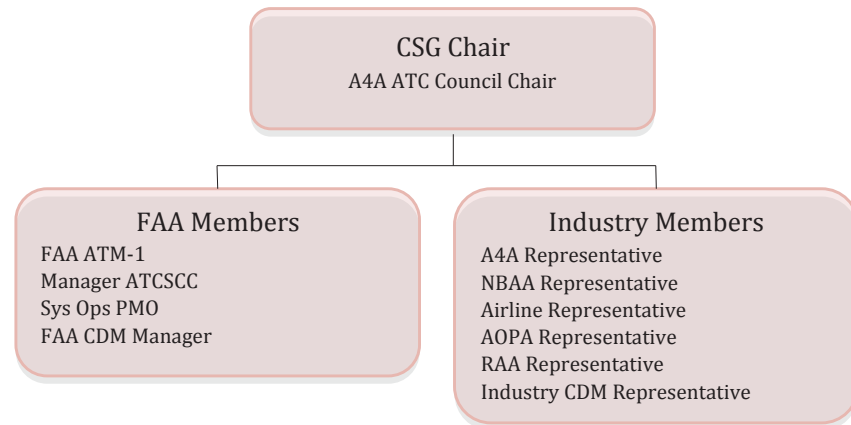 CSG Chair
A4A ATC Council Chair
FAA Members
FAA ATM-1
Manager ATCSCC
Sys Ops PMO
FAA CDM Manager
Industry Members
A4A Representative
NBAA Representative
Airline Representative
AOPA Representative
RAA Representative
Industry CDM Representative